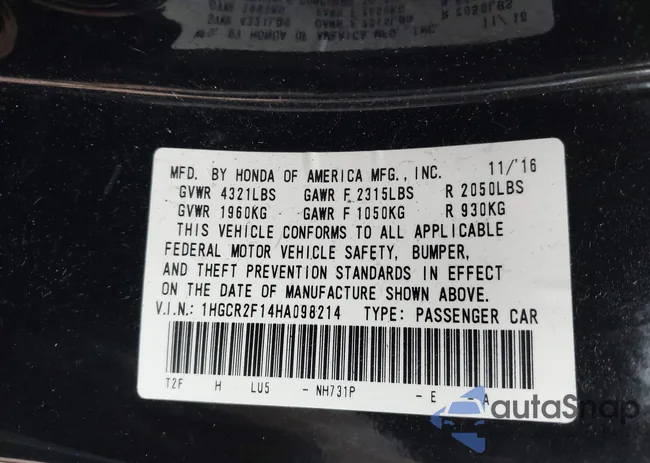 MFD. BY HONDA OF AMERICA MFG., INC. 11/'16
GVWR 4321LBS GAWR F 2315LBS R 2050LBS
GVWR 1960KG GAWR F 1050KG R 930KG
THIS VEHICLE CONFORMS TO ALL APPLICABLE
FEDERAL MOTOR VEHICLE SAFETY, BUMPER,
AND THEFT PREVENTION STANDARDS IN EFFECT
ON THE DATE OF MANUFACTURE SHOWN ABOVE.
V.I.N.: 1HGCR2F14HA098214 TYPE: PASSENGER CAR
T2F H LU5 - NH731P - E - A
autoSnap